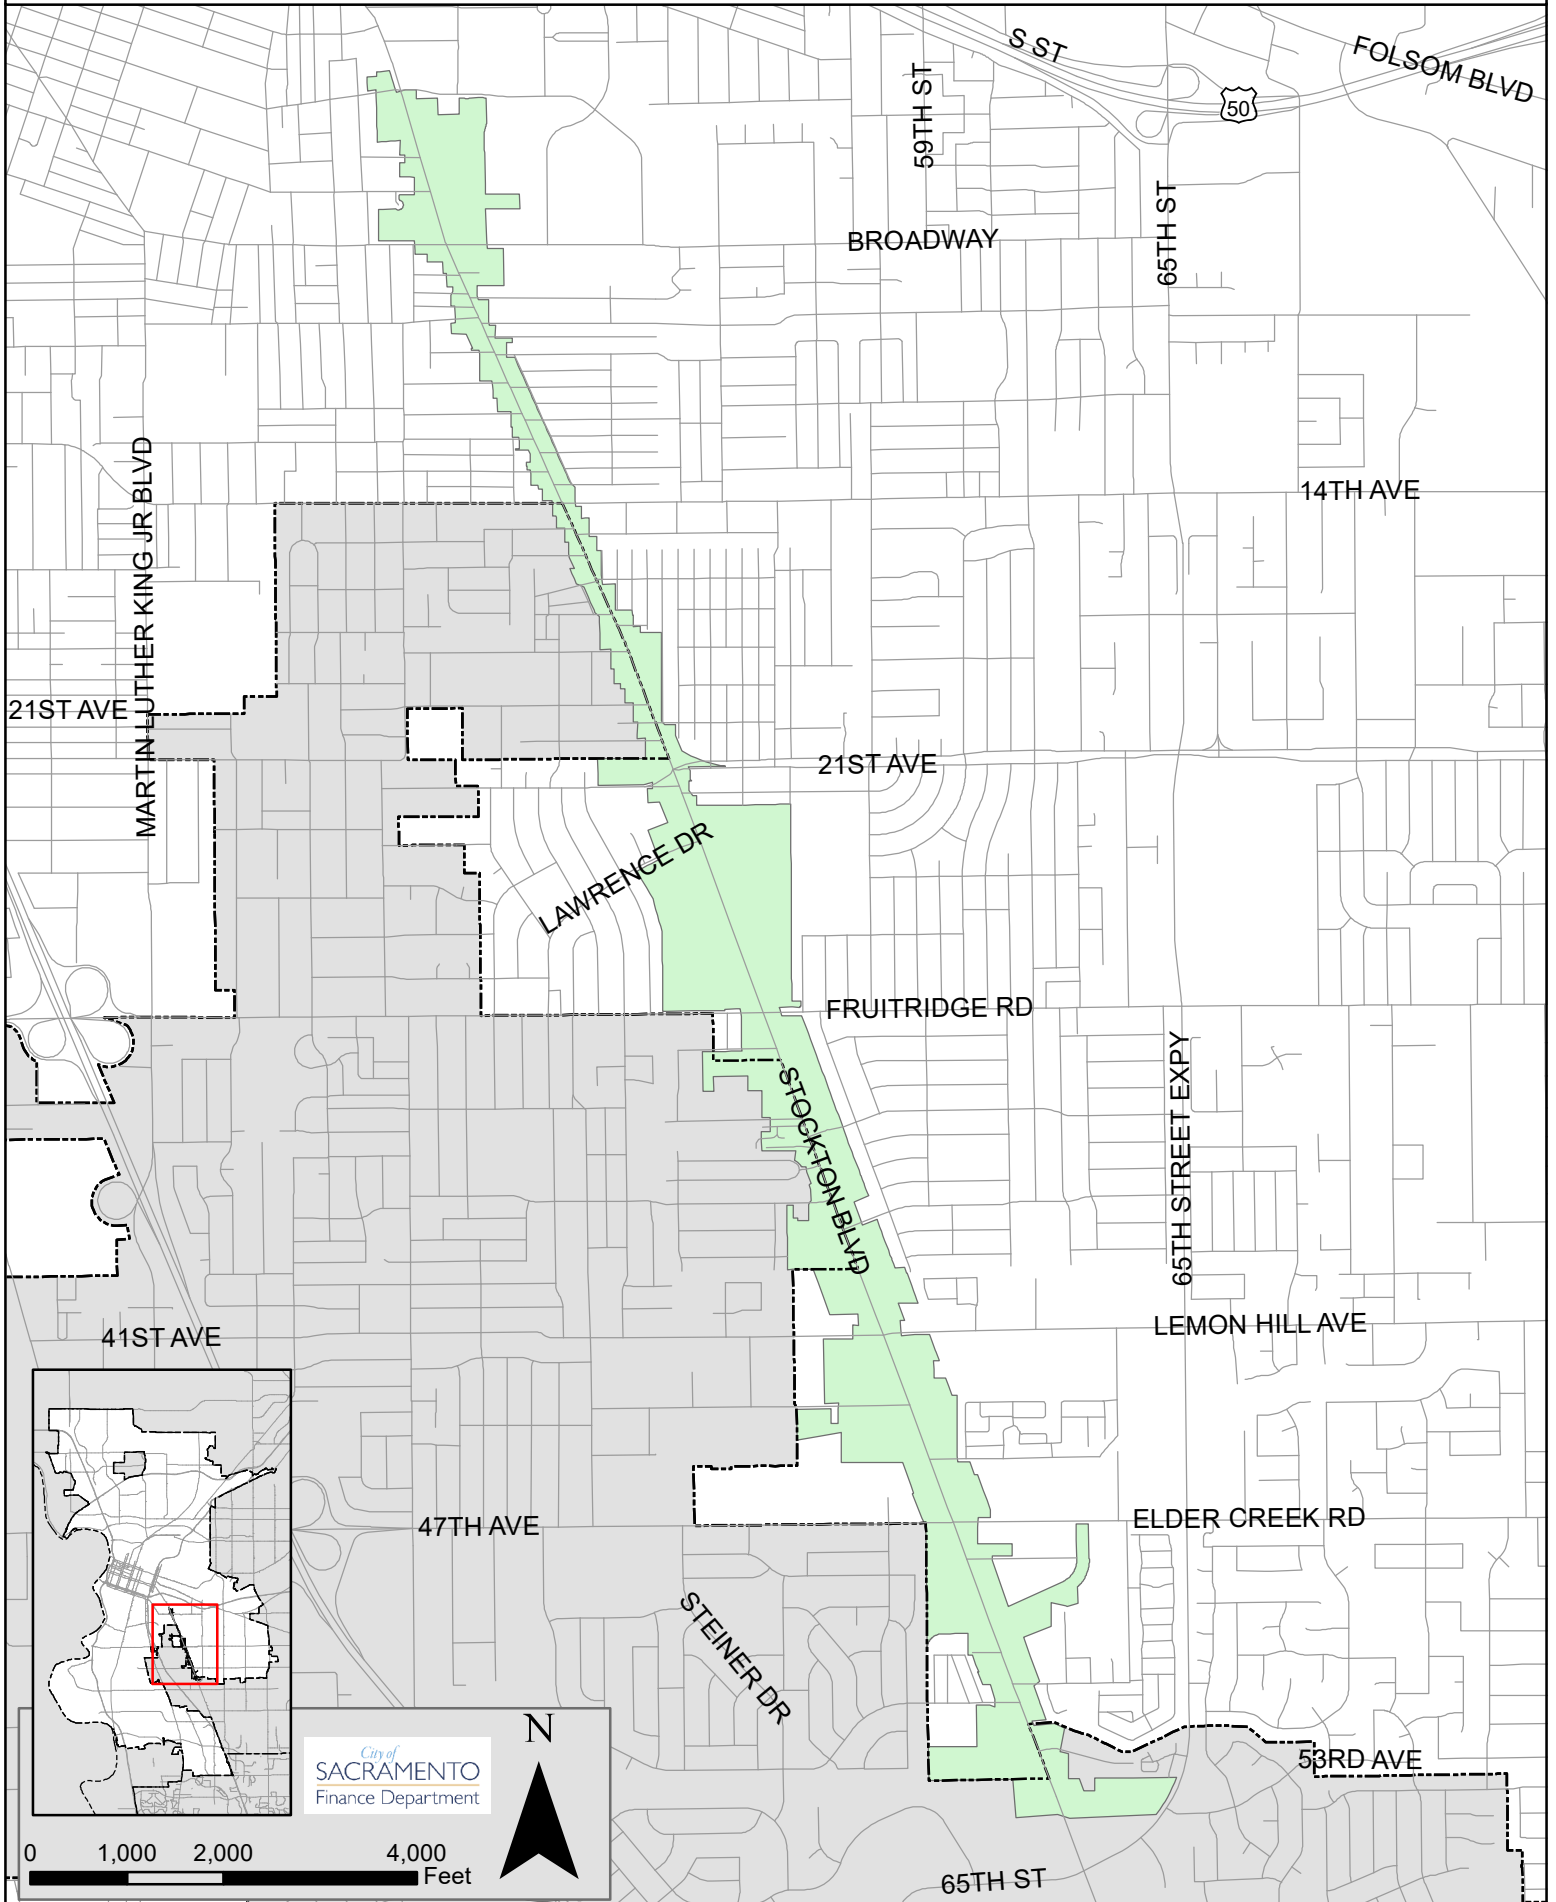 S ST
FOLSOM BLVD
59TH ST
50
65TH ST
BROADWAY
MARTIN LUTHER KING JR BLVD
14TH AVE
21ST AVE
21ST AVE
LAWRENCE DR
FRUITRIDGE RD
STOCKTON BLVD
65TH STREET EXPY
41ST AVE
LEMON HILL AVE
47TH AVE
ELDER CREEK RD
STEINER DR
53RD AVE
65TH ST
N
City of
SACRAMENTO
Finance Department
0 1,000 2,000 4,000
Feet